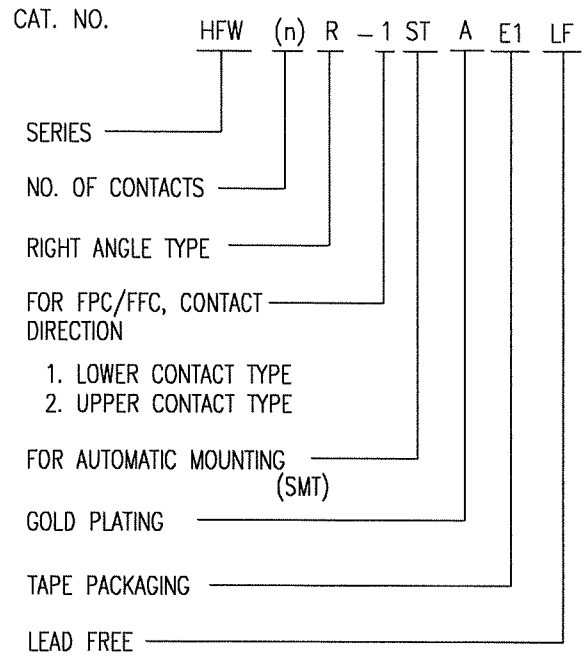 CAT. NO.
HFW (n) R - 1 ST A E1 LF
SERIES
NO. OF CONTACTS
RIGHT ANGLE TYPE
FOR FPC/FFC, CONTACT
DIRECTION
1. LOWER CONTACT TYPE
2. UPPER CONTACT TYPE
FOR AUTOMATIC MOUNTING
(SMT)
GOLD PLATING
TAPE PACKAGING
LEAD FREE